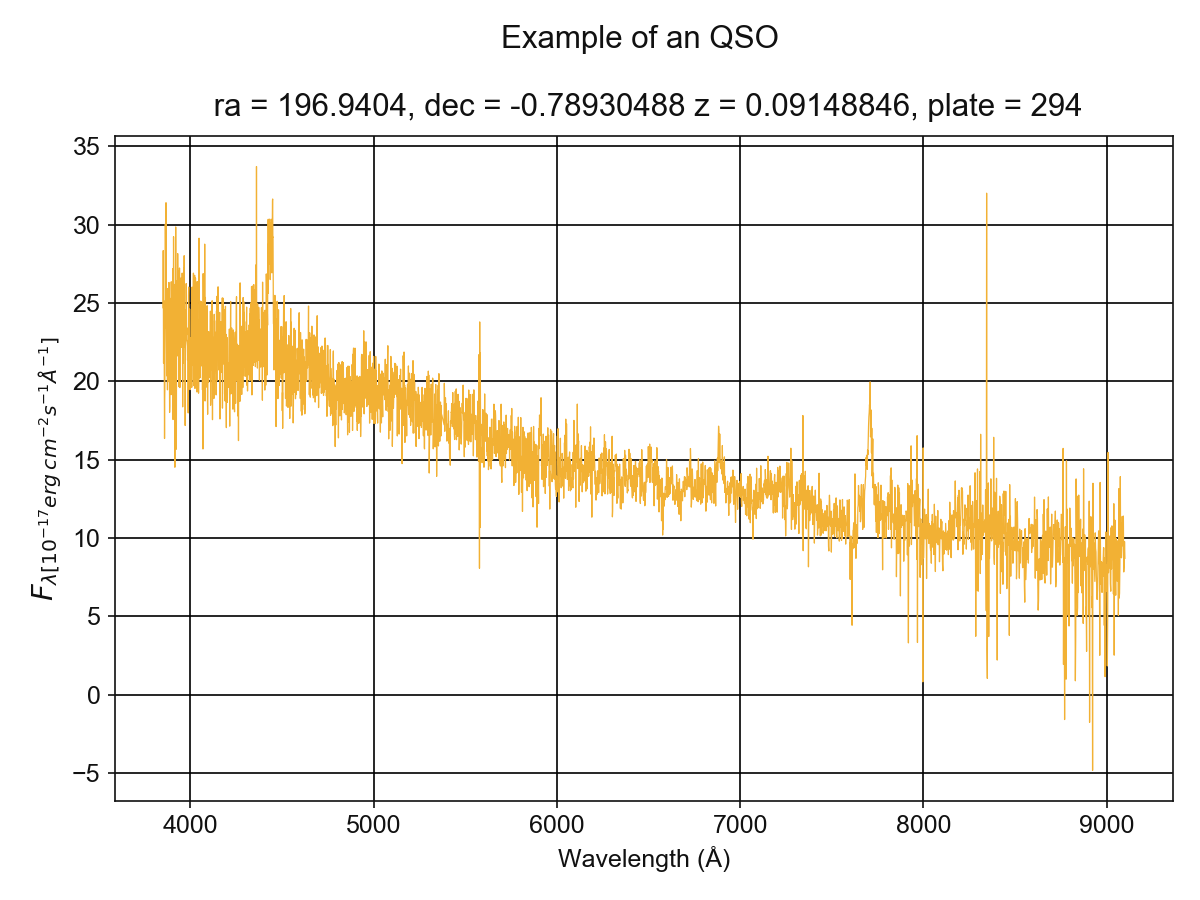 Example of an QSO
ra = 196.9404, dec = -0.78930488 z = 0.09148846, plate = 294
35
30
25
20
15
10
5
0
−5
F_{λ[10^{−17} erg cm^{−2} s^{−1} Å^{−1}]}
4000 5000 6000 7000 8000 9000
Wavelength (Å)